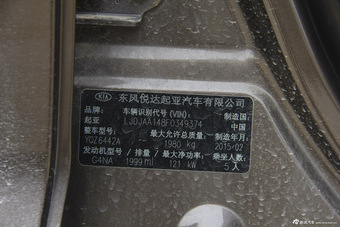 KIA 东风悦达起亚汽车有限公司
品牌: 车辆识别代号(VIN): 制造国:
起亚 LJDJAA148F0349374 中国
整车型号: 最大允许总质量: 制造年月:
YQZ6442A 1980 kg 2015/02
发动机型号/ 排量/ 最大净功率: 乘坐人数:
G4NA 1999 ml 121 kW 5人